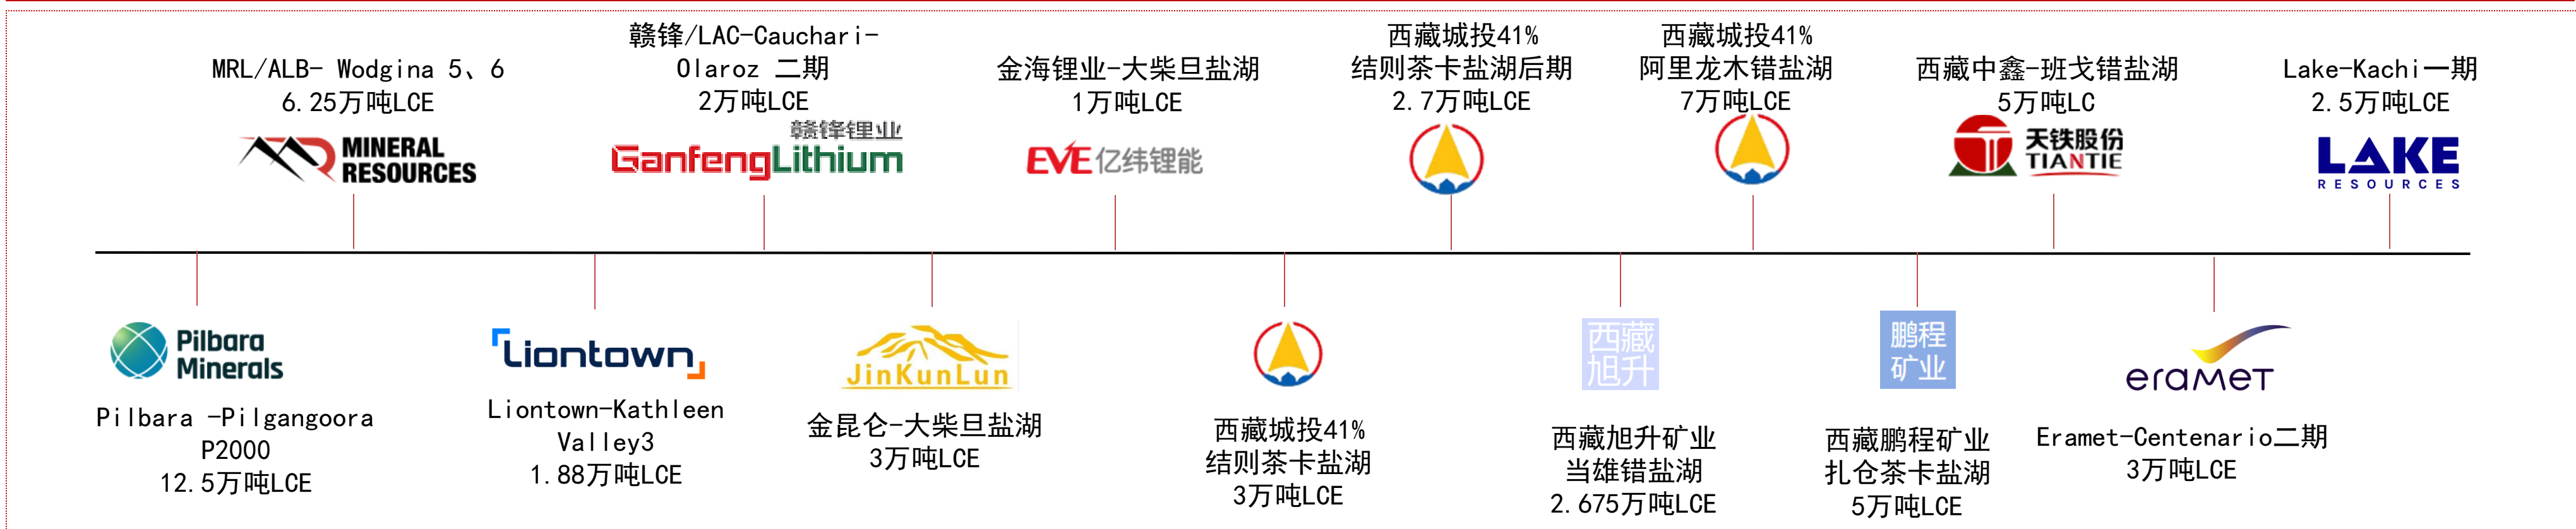 MRL/ALB- Wodgina 5、6
6.25万吨LCE
MINERAL
RESOURCES
赣锋/LAC-Cauchari-
Olaroz 二期
2万吨LCE
赣锋锂业
GanfengLithium
金海锂业-大柴旦盐湖
1万吨LCE
EVE亿纬锂能
西藏城投41%
结则茶卡盐湖后期
2.7万吨LCE
西藏城投41%
阿里龙木错盐湖
7万吨LCE
西藏中鑫-班戈错盐湖
5万吨LC
天铁股份
TIANTIE
Lake-Kachi一期
2.5万吨LCE
LAKE
RESOURCES
Pilbara
Minerals
Pilbara -Pilgangoora
P2000
12.5万吨LCE
Liontown
Liontown-Kathleen
Valley3
1.88万吨LCE
JinKunLun
金昆仑-大柴旦盐湖
3万吨LCE
西藏城投41%
结则茶卡盐湖
3万吨LCE
西藏
旭升
西藏旭升矿业
当雄错盐湖
2.675万吨LCE
鹏程
矿业
西藏鹏程矿业
扎仓茶卡盐湖
5万吨LCE
eramet
Eramet-Centenario二期
3万吨LCE